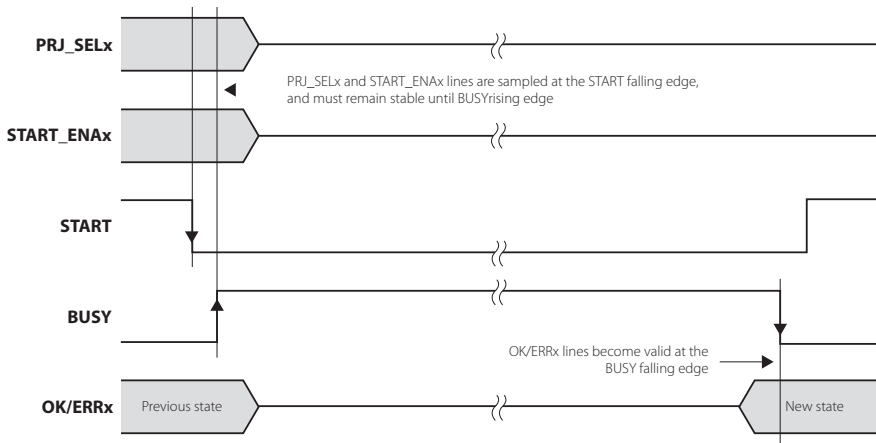 PRJ_SELx
PRJ_SELx and START_ENAx lines are sampled at the START falling edge,
and must remain stable until BUSYrising edge
START_ENAx
START
BUSY
OK/ERRx lines become valid at the
BUSY falling edge
OK/ERRx
Previous state
New state